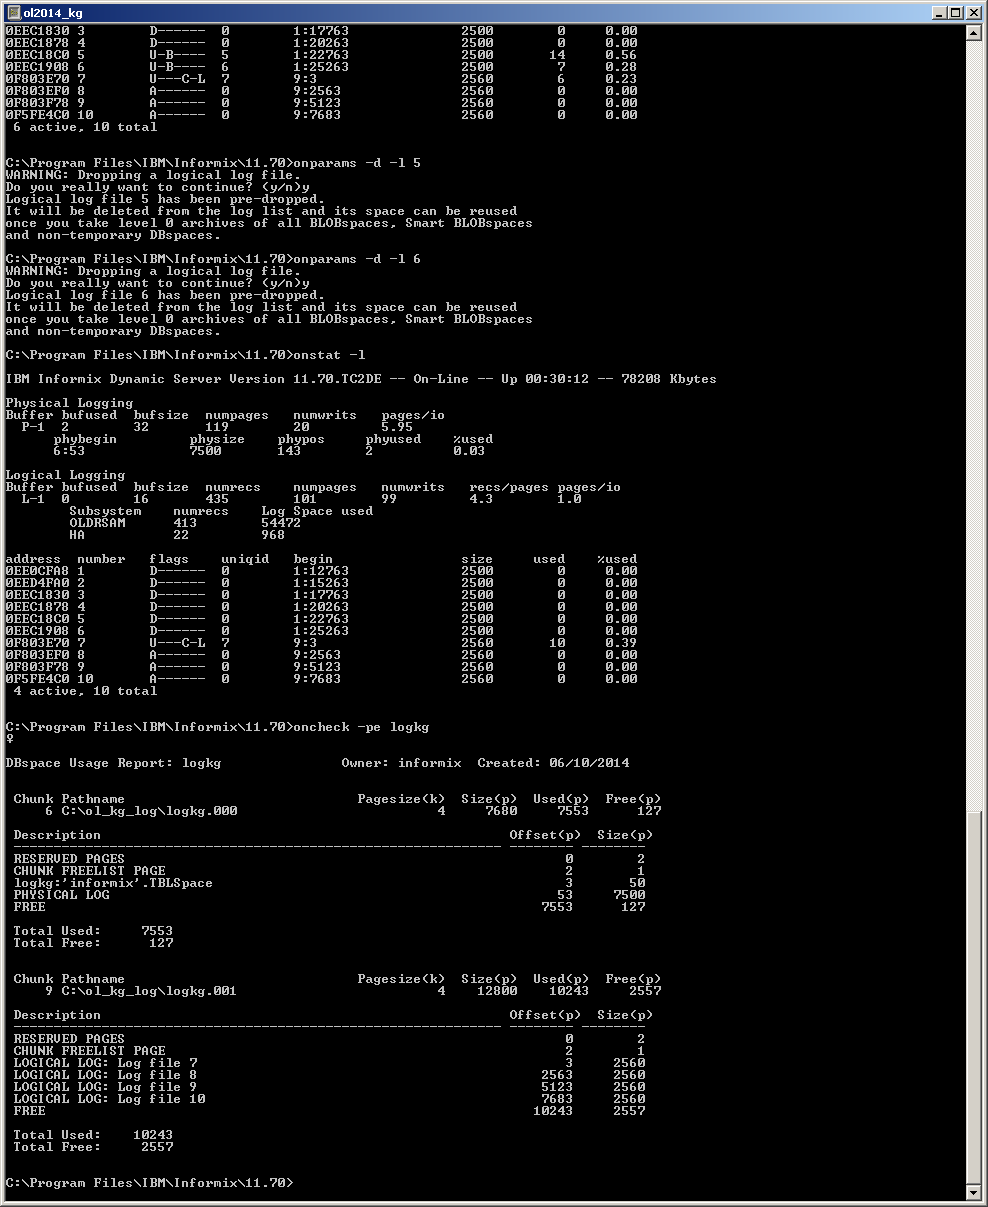 ol2014_kg
0EEC1830 3        D------  0        1:17763                  2500        0     0.00
0EEC1878 4        D------  0        1:20263                  2500        0     0.00
0EEC18C0 5        U-B----  5        1:22763                  2500       14     0.56
0EEC1908 6        U-B----  6        1:25263                  2500        7     0.28
0F803E70 7        U---C-L  7        9:3                      2560        6     0.23
0F803EF0 8        A------  0        9:2563                   2560        0     0.00
0F803F78 9        A------  0        9:5123                   2560        0     0.00
0F5FE4C0 10       A------  0        9:7683                   2560        0     0.00
 6 active, 10 total
C:\Program Files\IBM\Informix\11.70>onparams -d -l 5
WARNING: Dropping a logical log file.
Do you really want to continue? (y/n)y
Logical log file 5 has been pre-dropped.
It will be deleted from the log list and its space can be reused
once you take level 0 archives of all BLOBspaces, Smart BLOBspaces
and non-temporary DBspaces.
C:\Program Files\IBM\Informix\11.70>onparams -d -l 6
WARNING: Dropping a logical log file.
Do you really want to continue? (y/n)y
Logical log file 6 has been pre-dropped.
It will be deleted from the log list and its space can be reused
once you take level 0 archives of all BLOBspaces, Smart BLOBspaces
and non-temporary DBspaces.
C:\Program Files\IBM\Informix\11.70>onstat -l
IBM Informix Dynamic Server Version 11.70.TC2DE -- On-Line -- Up 00:30:12 -- 78208 Kbytes
Physical Logging
Buffer bufused  bufsize  numpages   numwrits   pages/io
  P-1  2        32       119        20         5.95
      phybegin         physize    phypos     phyused    %used
      6:53             7500       143        2          0.03
Logical Logging
Buffer bufused  bufsize  numrecs    numpages   numwrits   recs/pages pages/io
  L-1  0        16       435        101        99         4.3        1.0
        Subsystem    numrecs    Log Space used
        OLDRSAM      413        54472
        HA           22         968
address  number   flags    uniqid   begin                    size     used    %used
0EE0CFA8 1        D------  0        1:12763                  2500        0     0.00
0EED4FA0 2        D------  0        1:15263                  2500        0     0.00
0EEC1830 3        D------  0        1:17763                  2500        0     0.00
0EEC1878 4        D------  0        1:20263                  2500        0     0.00
0EEC18C0 5        D------  0        1:22763                  2500        0     0.00
0EEC1908 6        D------  0        1:25263                  2500        0     0.00
0F803E70 7        U---C-L  7        9:3                      2560       10     0.39
0F803EF0 8        A------  0        9:2563                   2560        0     0.00
0F803F78 9        A------  0        9:5123                   2560        0     0.00
0F5FE4C0 10       A------  0        9:7683                   2560        0     0.00
 4 active, 10 total
C:\Program Files\IBM\Informix\11.70>oncheck -pe logkg
♀
DBspace Usage Report: logkg               Owner: informix  Created: 06/10/2014
 Chunk Pathname                             Pagesize(k)  Size(p)  Used(p)  Free(p)
     6 C:\ol_kg_log\logkg.000                         4     7680     7553      127
 Description                                                   Offset(p)  Size(p)
 ------------------------------------------------------------- --------- --------
 RESERVED PAGES                                                       0        2
 CHUNK FREELIST PAGE                                                  2        1
 logkg:'informix'.TBLSpace                                            3       50
 PHYSICAL LOG                                                        53     7500
 FREE                                                              7553      127
 Total Used:     7553
 Total Free:      127
 Chunk Pathname                             Pagesize(k)  Size(p)  Used(p)  Free(p)
     9 C:\ol_kg_log\logkg.001                         4    12800    10243     2557
 Description                                                   Offset(p)  Size(p)
 ------------------------------------------------------------- --------- --------
 RESERVED PAGES                                                       0        2
 CHUNK FREELIST PAGE                                                  2        1
 LOGICAL LOG: Log file 7                                              3     2560
 LOGICAL LOG: Log file 8                                           2563     2560
 LOGICAL LOG: Log file 9                                           5123     2560
 LOGICAL LOG: Log file 10                                          7683     2560
 FREE                                                             10243     2557
 Total Used:    10243
 Total Free:     2557
C:\Program Files\IBM\Informix\11.70>